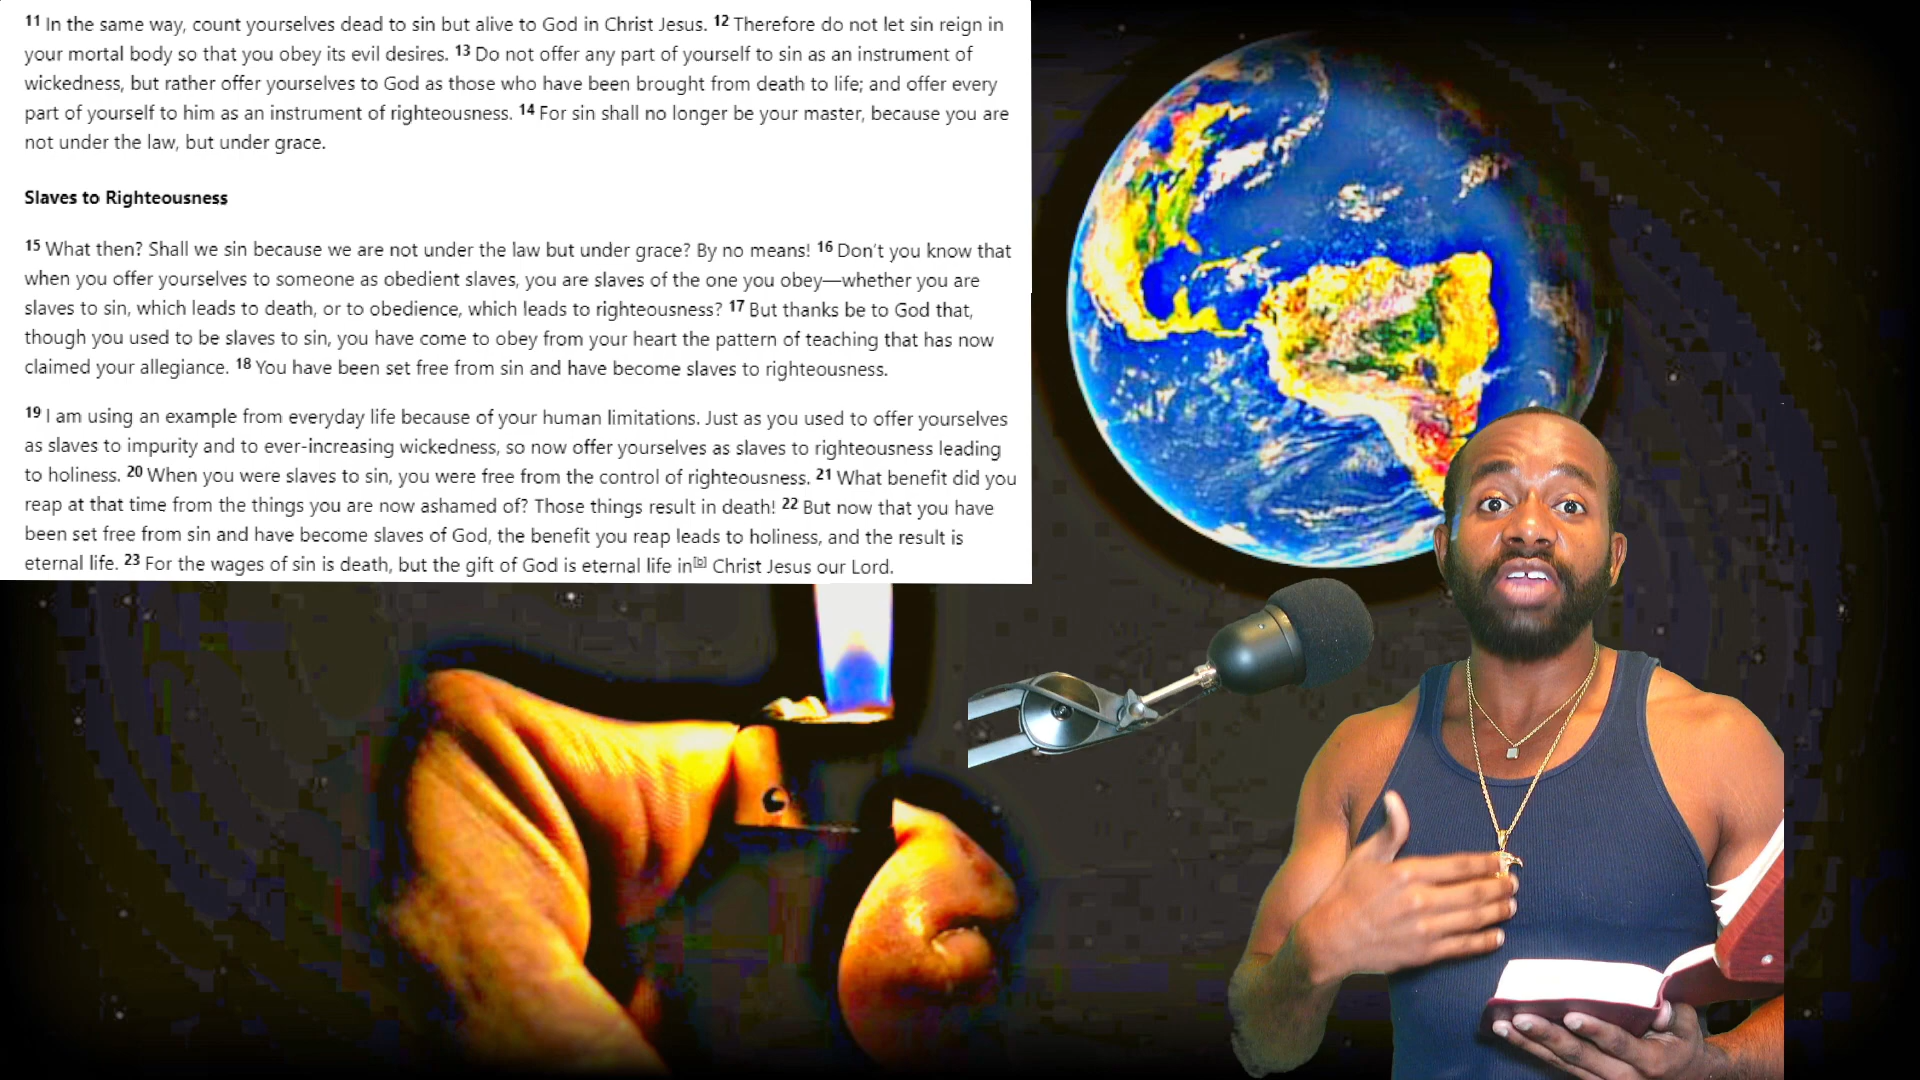 11 In the same way, count yourselves dead to sin but alive to God in Christ Jesus. 12 Therefore do not let sin reign in
your mortal body so that you obey its evil desires. 13 Do not offer any part of yourself to sin as an instrument of
wickedness, but rather offer yourselves to God as those who have been brought from death to life; and offer every
part of yourself to him as an instrument of righteousness. 14 For sin shall no longer be your master, because you are
not under the law, but under grace.
Slaves to Righteousness
15 What then? Shall we sin because we are not under the law but under grace? By no means! 16 Don't you know that
when you offer yourselves to someone as obedient slaves, you are slaves of the one you obey—whether you are
slaves to sin, which leads to death, or to obedience, which leads to righteousness? 17 But thanks be to God that,
though you used to be slaves to sin, you have come to obey from your heart the pattern of teaching that has now
claimed your allegiance. 18 You have been set free from sin and have become slaves to righteousness.
19 I am using an example from everyday life because of your human limitations. Just as you used to offer yourselves
as slaves to impurity and to ever-increasing wickedness, so now offer yourselves as slaves to righteousness leading
to holiness. 20 When you were slaves to sin, you were free from the control of righteousness. 21 What benefit did you
reap at that time from the things you are now ashamed of? Those things result in death! 22 But now that you have
been set free from sin and have become slaves of God, the benefit you reap leads to holiness, and the result is
eternal life. 23 For the wages of sin is death, but the gift of God is eternal life in[b] Christ Jesus our Lord.